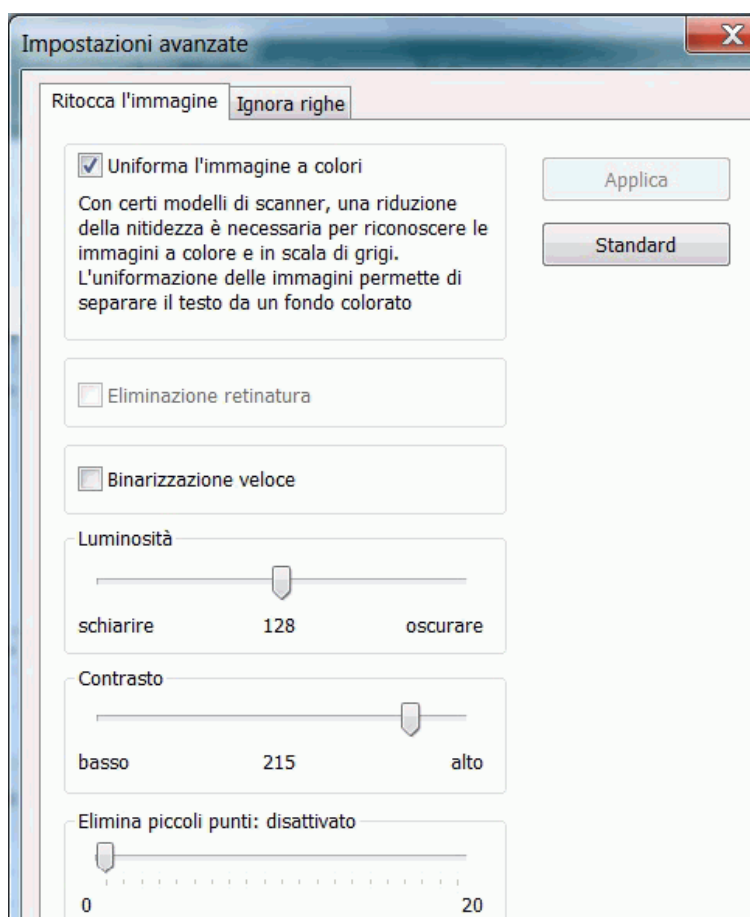 Impostazioni avanzate
Ritocca l'immagine
Ignora righe
Uniforma l'immagine a colori
Con certi modelli di scanner, una riduzione
della nitidezza è necessaria per riconoscere le
immagini a colore e in scala di grigi.
L'uniformazione delle immagini permette di
separare il testo da un fondo colorato
Applica
Standard
Eliminazione retinatura
Binarizzazione veloce
Luminosità
schiarire 128 oscurare
Contrasto
basso 215 alto
Elimina piccoli punti: disattivato
0 20